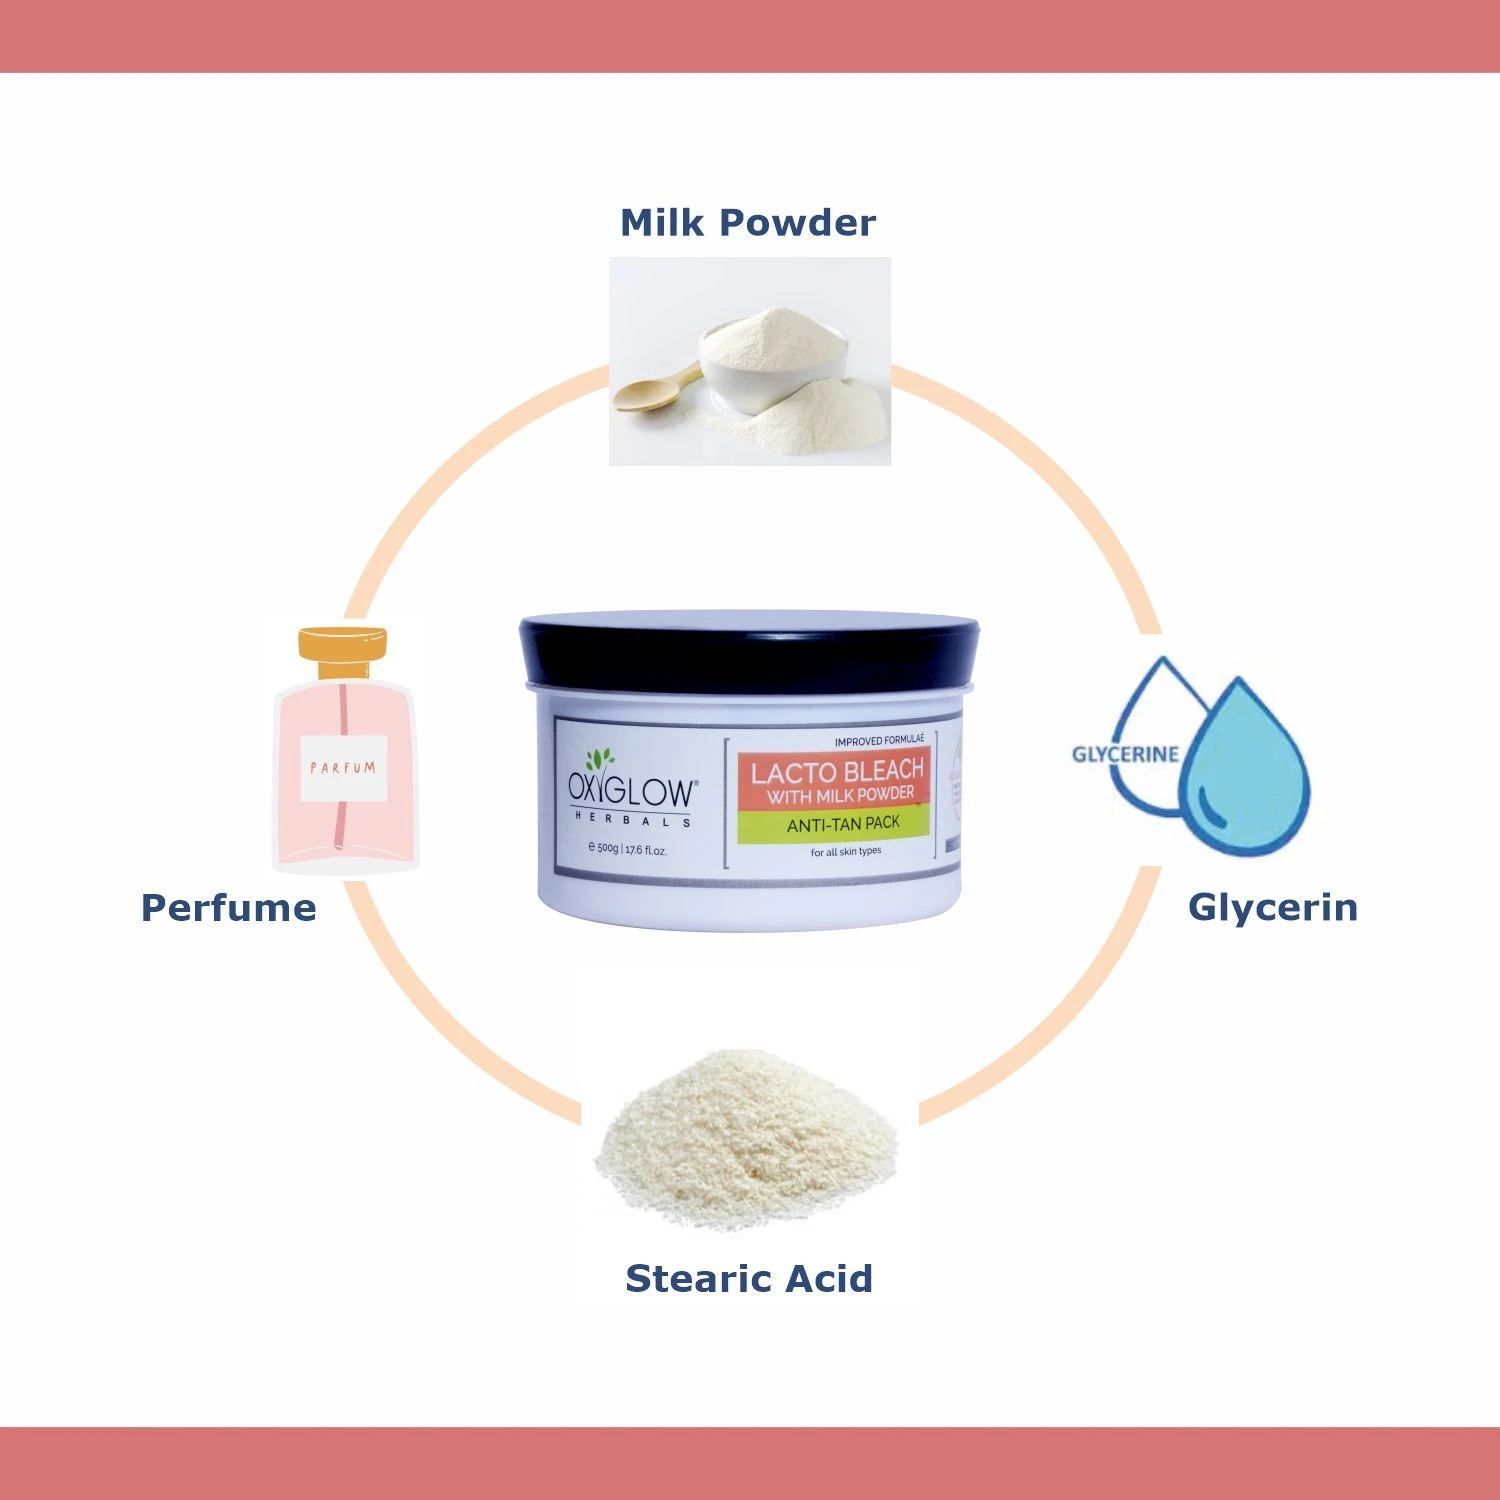 Milk Powder
PARFUM
Perfume
OXYGLOW®
HERBALS
℮ 500g | 17.6 fl.oz.
IMPROVED FORMULAE
LACTO BLEACH
WITH MILK POWDER
ANTI-TAN PACK
for all skin types
GLYCERINE
Glycerin
Stearic Acid